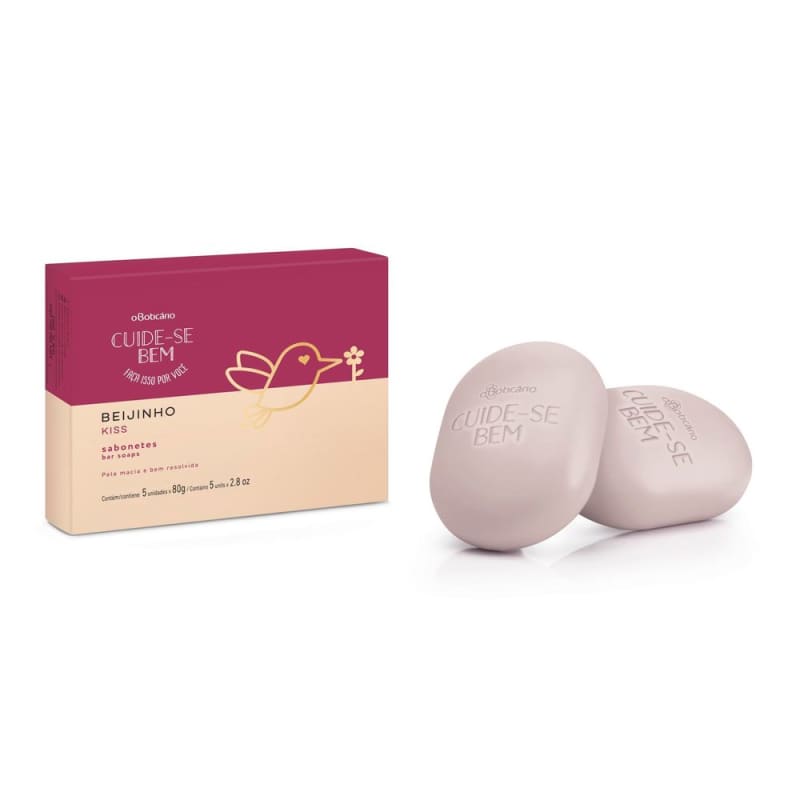 oBoticário
CUIDE-SE
BEM
FAÇA ISSO POR VOCÊ
BEIJINHO
KISS
sabonetes
bar soaps
Pele macia e bem resolvida
Contém/contiene: 5 unidades x 80g/Contains 5 units x 2.8 oz
oBoticário
CUIDE-SE
BEM
oBoticário
CUIDE-SE
BEM